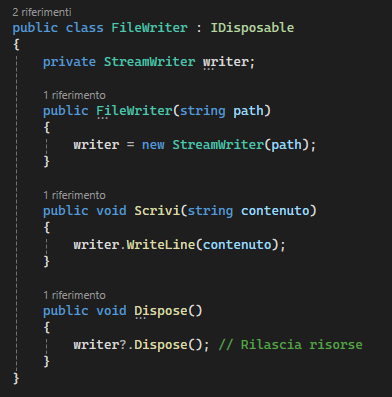 2 riferimenti
public class FileWriter : IDisposable
{
private StreamWriter writer;
1 riferimento
public FileWriter(string path)
{
writer = new StreamWriter(path);
}
1 riferimento
public void Scrivi(string contenuto)
{
writer.WriteLine(contenuto);
}
1 riferimento
public void Dispose()
{
writer?.Dispose(); // Rilascia risorse
}
}